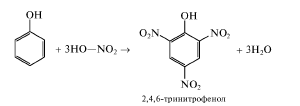 OH
+ 3HO—NO₂ →
OH
O₂N
NO₂
NO₂
+ 3H₂O
2,4,6-тринитрофенол